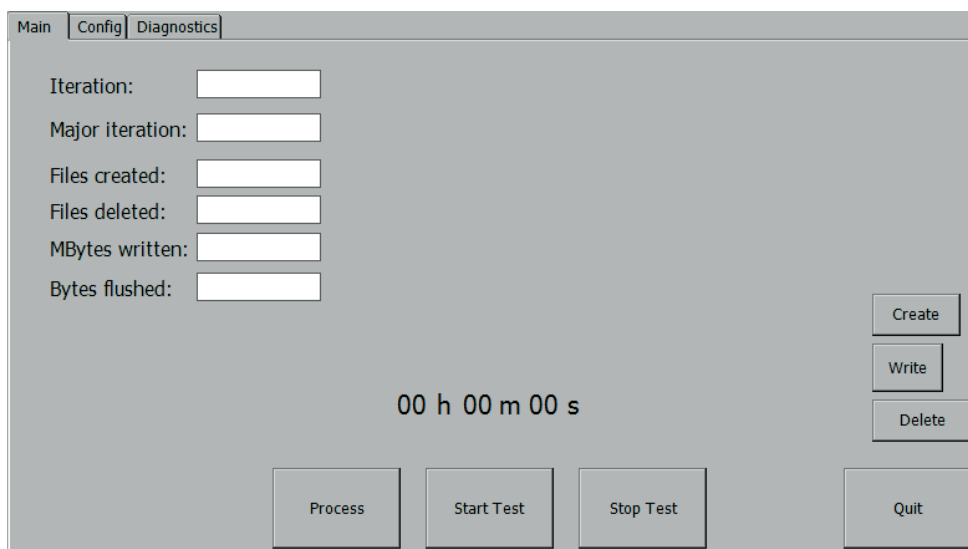 Main Config Diagnostics
Iteration:
Major iteration:
Files created:
Files deleted:
MBytes written:
Bytes flushed:
Create
Write
00 h 00 m 00 s
Delete
Process Start Test Stop Test Quit